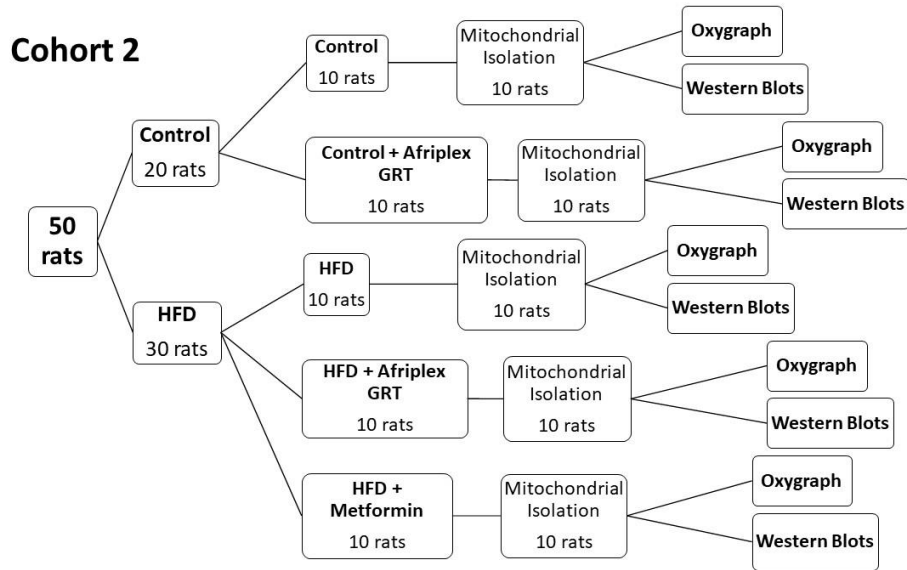 Cohort 2
50
rats
Control
20 rats
Control
10 rats
Mitochondrial
Isolation
10 rats
Oxygraph
Western Blots
Control + Afriplex
GRT
10 rats
Mitochondrial
Isolation
10 rats
Oxygraph
Western Blots
HFD
30 rats
HFD
10 rats
Mitochondrial
Isolation
10 rats
Oxygraph
Western Blots
HFD + Afriplex
GRT
10 rats
Mitochondrial
Isolation
10 rats
Oxygraph
Western Blots
HFD +
Metformin
10 rats
Mitochondrial
Isolation
10 rats
Oxygraph
Western Blots